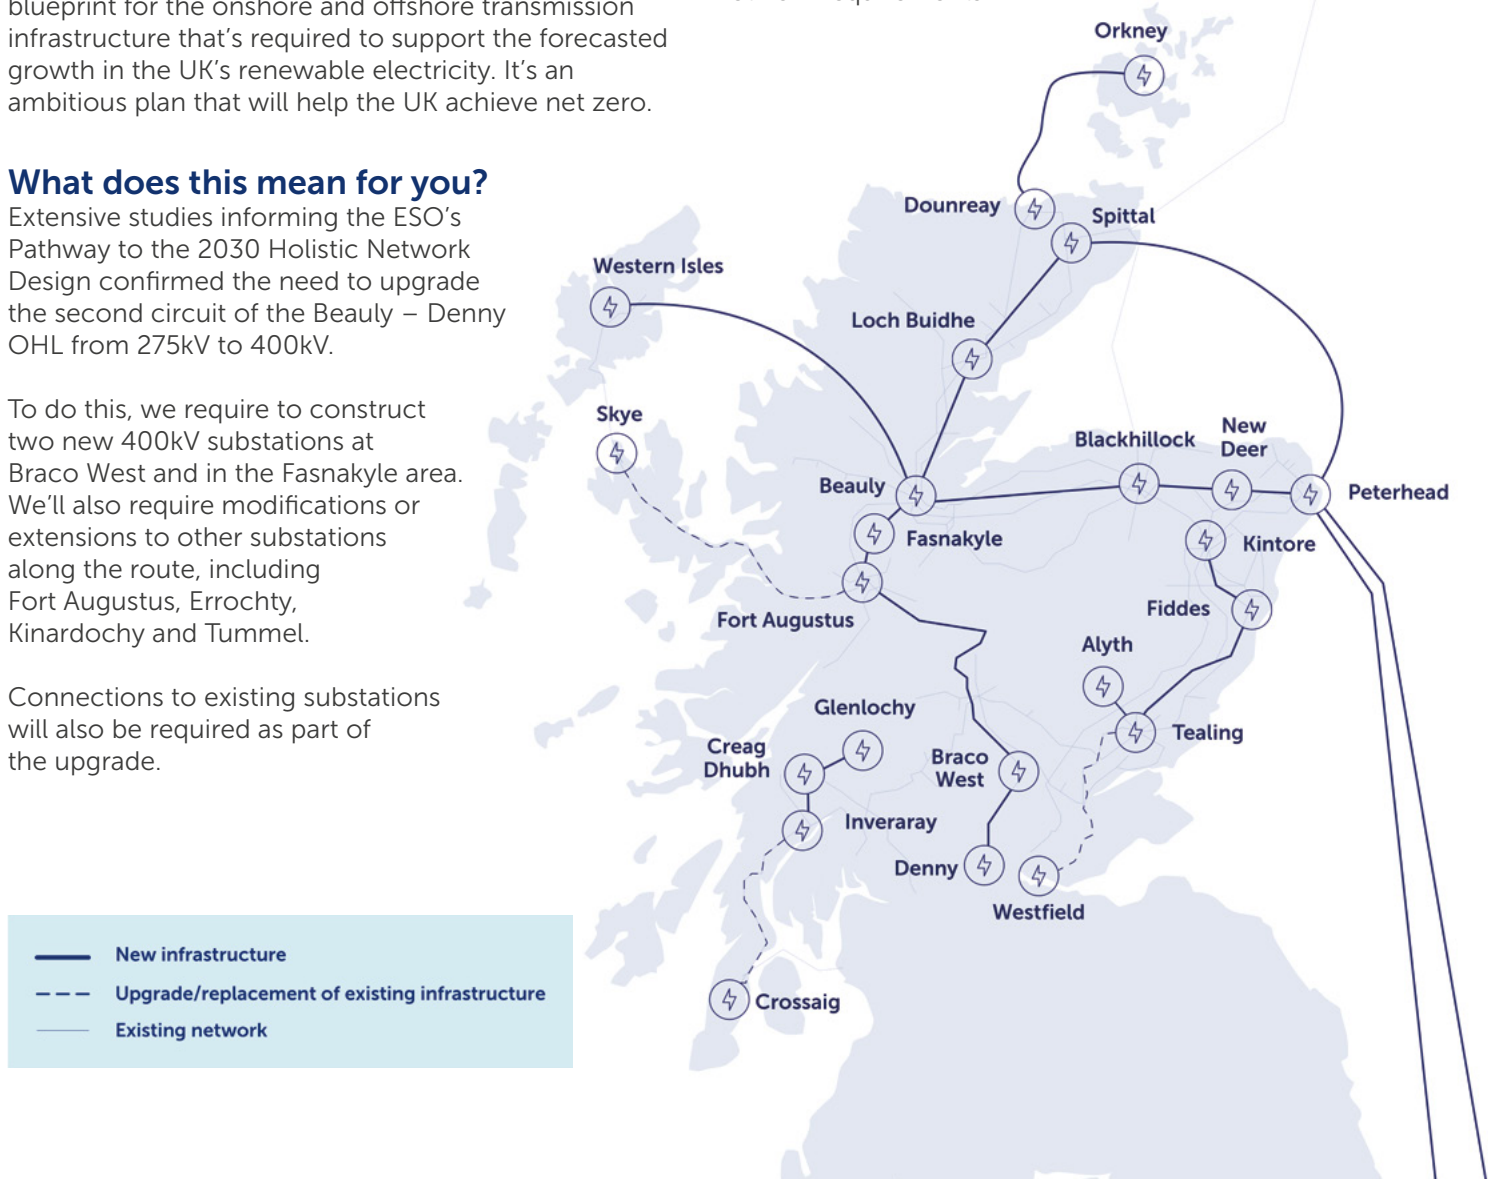 blueprint for the onshore and offshore transmission
infrastructure that's required to support the forecasted
growth in the UK's renewable electricity. It's an
ambitious plan that will help the UK achieve net zero.
What does this mean for you?
Extensive studies informing the ESO's
Pathway to the 2030 Holistic Network
Design confirmed the need to upgrade
the second circuit of the Beauly – Denny
OHL from 275kV to 400kV.
To do this, we require to construct
two new 400kV substations at
Braco West and in the Fasnakyle area.
We'll also require modifications or
extensions to other substations
along the route, including
Fort Augustus, Errochty,
Kinardochy and Tummel.
Connections to existing substations
will also be required as part of
the upgrade.
New infrastructure
Upgrade/replacement of existing infrastructure
Existing network
Orkney
Dounreay
Spittal
Western Isles
Loch Buidhe
Skye
Blackhillock
New
Deer
Beauly
Peterhead
Fasnakyle
Kintore
Fort Augustus
Fiddes
Alyth
Glenlochy
Tealing
Creag
Dhubh
Braco
West
Inveraray
Denny
Westfield
Crossaig